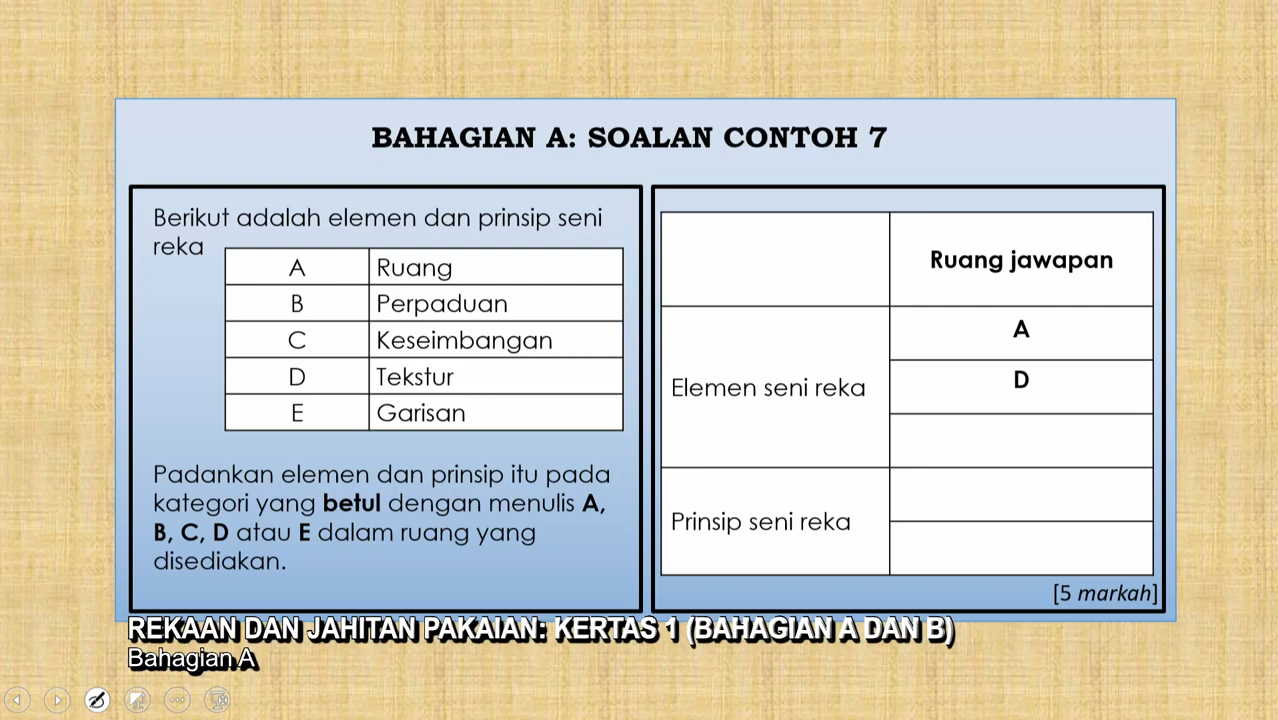 BAHAGIAN A: SOALAN CONTOH 7
Berikut adalah elemen dan prinsip seni
reka
A Ruang
B Perpaduan
C Keseimbangan
D Tekstur
E Garisan
Padankan elemen dan prinsip itu pada
kategori yang betul dengan menulis A,
B, C, D atau E dalam ruang yang
disediakan.
Ruang jawapan
Elemen seni reka
A
D
Prinsip seni reka
[5 markah]
REKAAN DAN JAHITAN PAKAIAN: KERTAS 1 (BAHAGIAN A DAN B)
Bahagian A